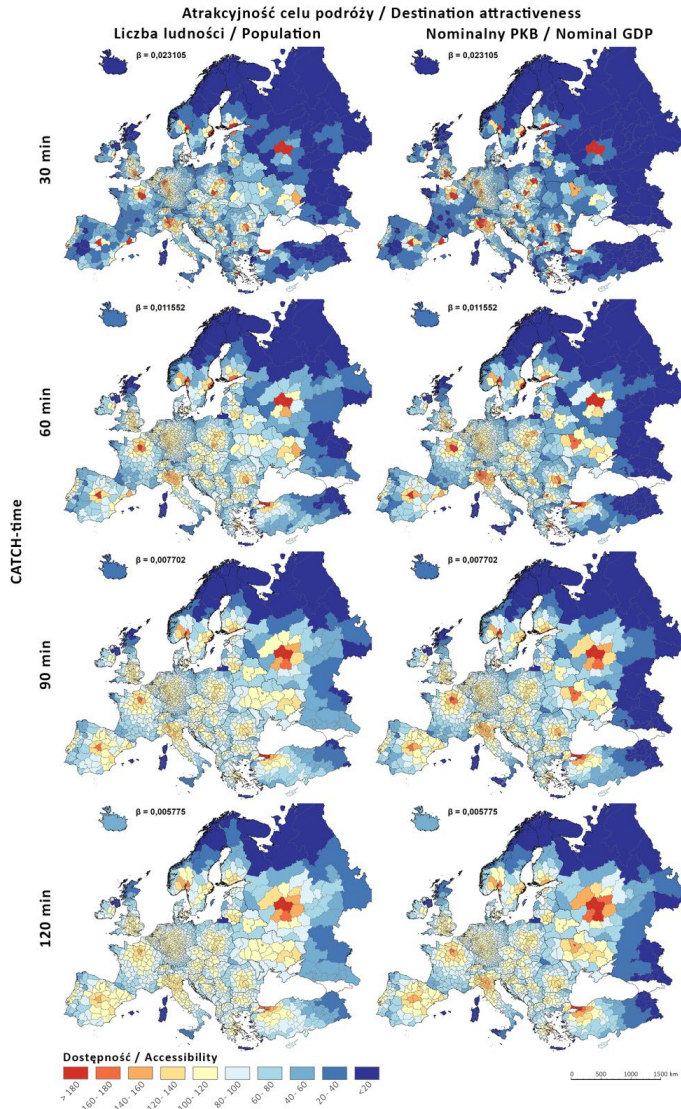 Atrakcyjność celu podróży / Destination attractiveness
Liczba ludności / Population
Nominalny PKB / Nominal GDP
CATCH-time
30 min
β = 0,023105
β = 0,023105
60 min
β = 0,011552
β = 0,011552
90 min
β = 0,007702
β = 0,007702
120 min
β = 0,005775
β = 0,005775
Dostępność / Accessibility
> 180
160- 180
140- 160
120- 140
100- 120
80- 100
60- 80
40- 60
20- 40
<20
0 500 1000 1500 km